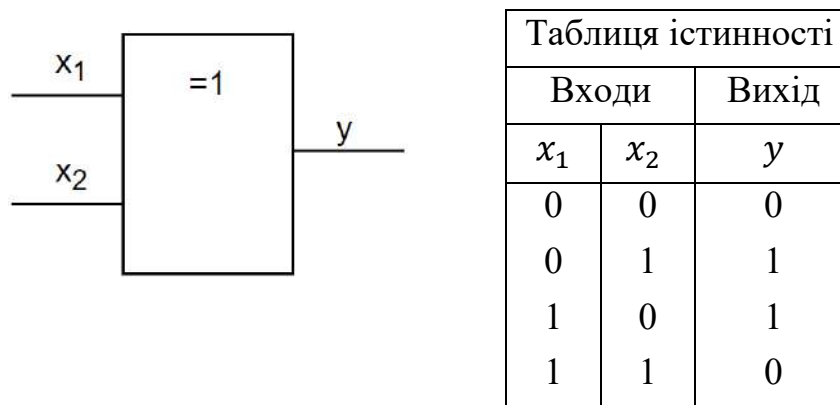 x1
=1
x2
y
Таблиця істинності
Входи Вихід
x1 x2 y
0 0 0
0 1 1
1 0 1
1 1 0